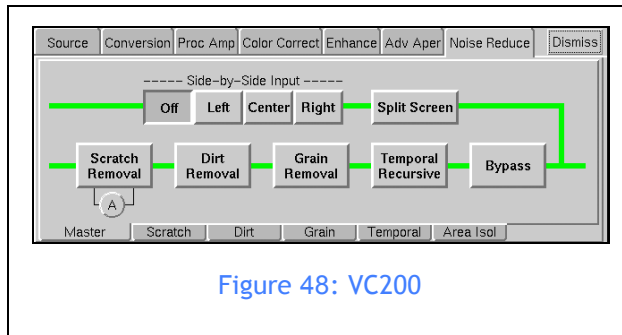 Source Conversion Proc Amp Color Correct Enhance Adv Aper Noise Reduce Dismiss
----- Side-by-Side Input -----
Off Left Center Right Split Screen
Scratch Removal Dirt Removal Grain Removal Temporal Recursive Bypass
A
Master Scratch Dirt Grain Temporal Area Isol
Figure 48: VC200